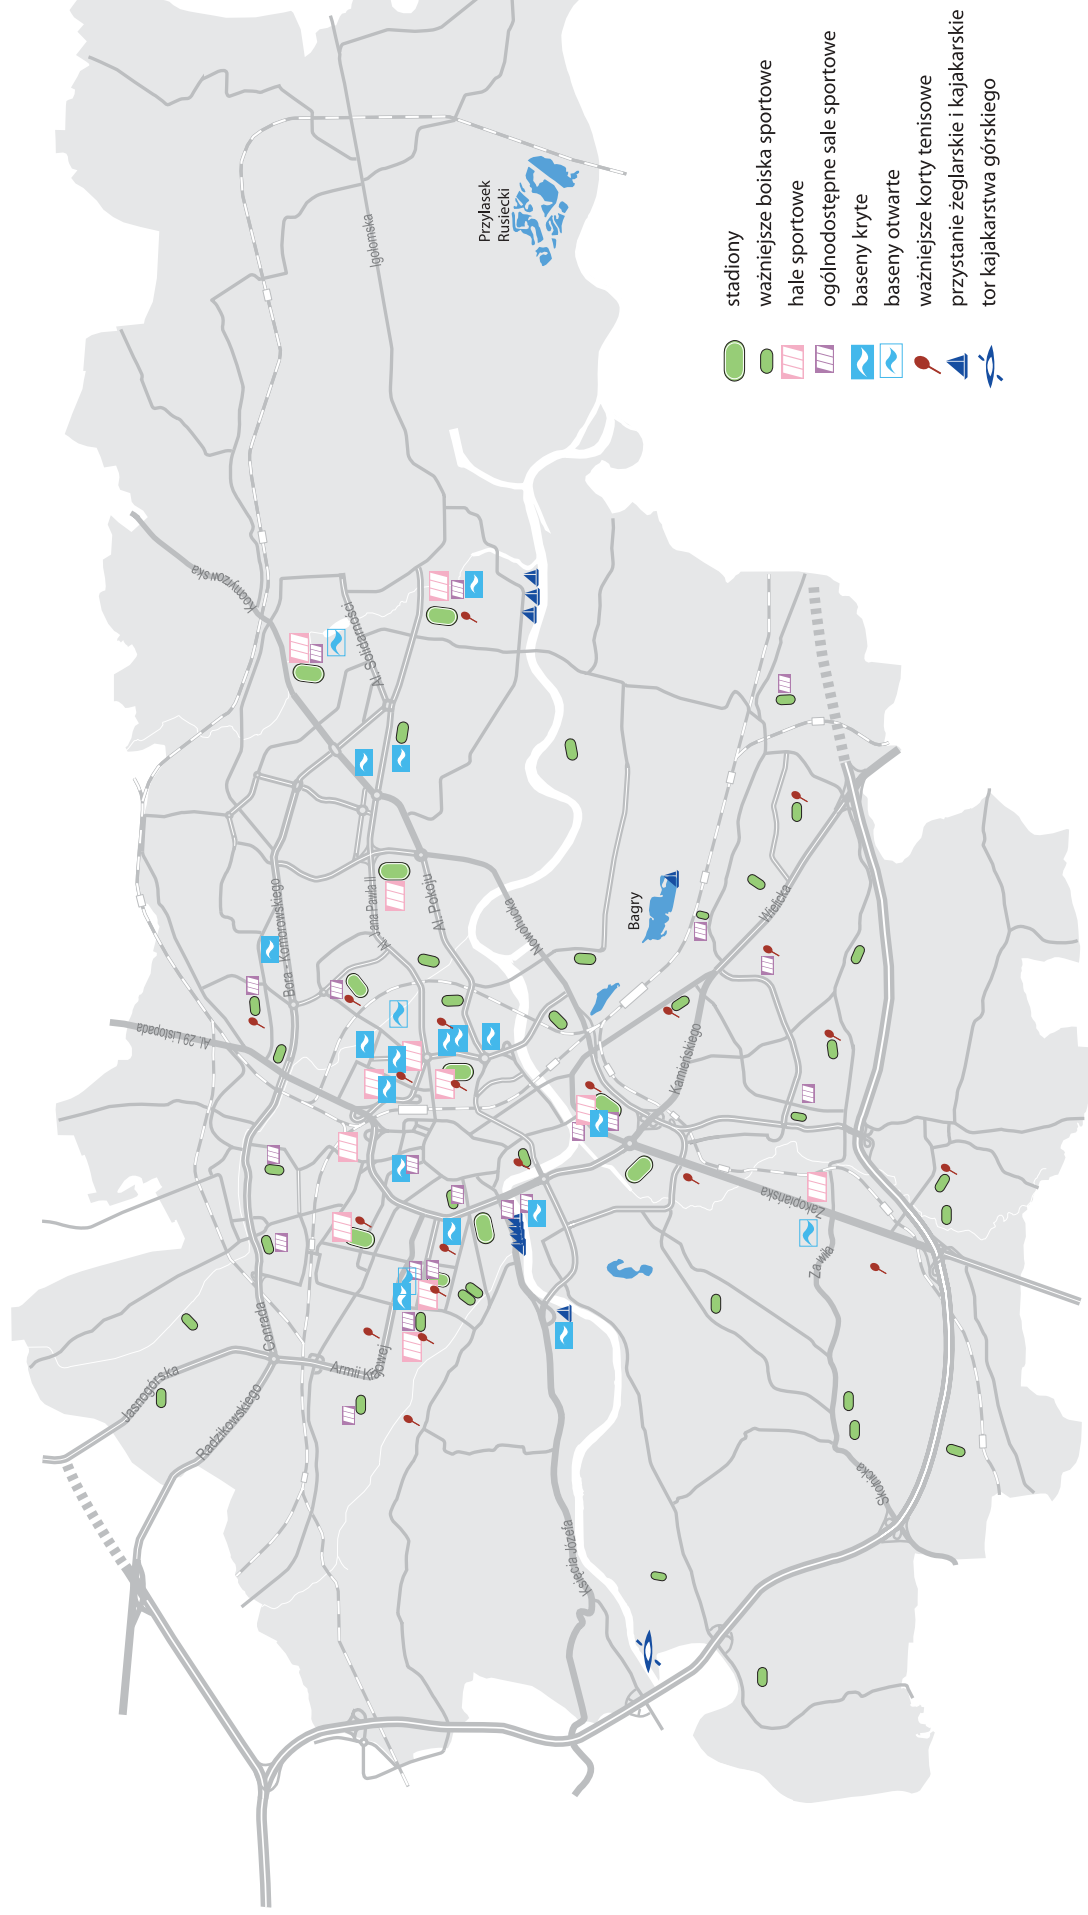 Przylasek
Rusiecki
Igołomska
Kocmyrzowska
Al. Solidarności
Al. Jana Pawła II
Al. Pokoju
Nowohucka
Bora - Komorowskiego
Al. 29 Listopada
Bagry
Wielicka
Kamieńskiego
Zakopiańska
Zawiła
Skotnicka
Księcia Józefa
Armii Krajowej
Conrada
Jasnogórska
Radzikowskiego
stadiony
ważniejsze boiska sportowe
hale sportowe
ogólnodostępne sale sportowe
baseny kryte
baseny otwarte
ważniejsze korty tenisowe
przystanie żeglarskie i kajakarskie
tor kajakarstwa górskiego